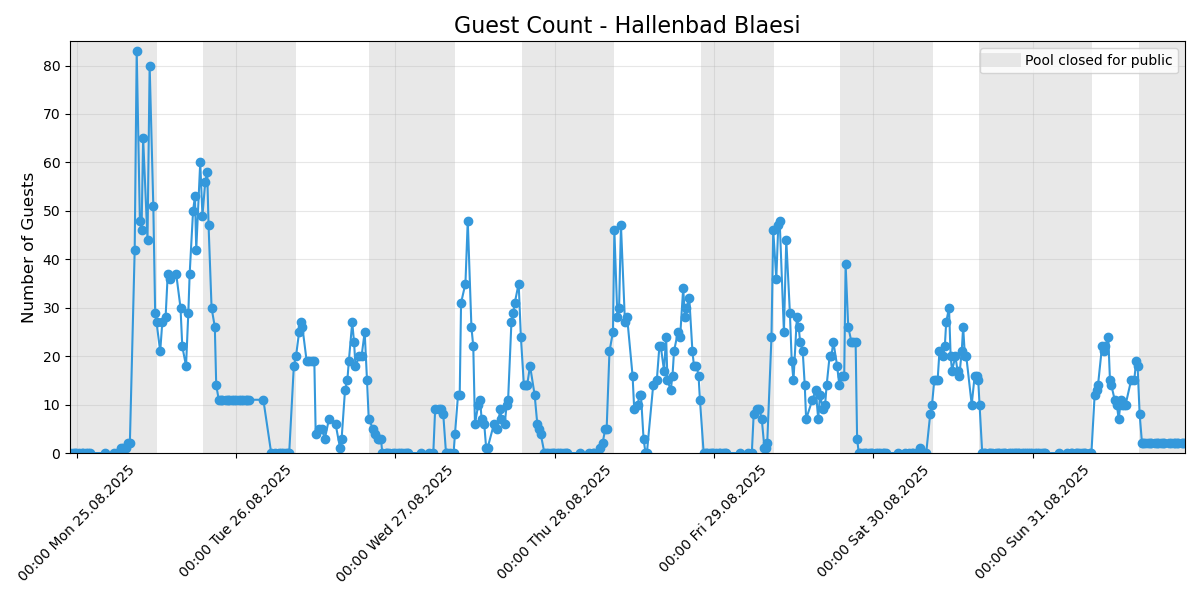 Guest Count - Hallenbad Blaesi
Pool closed for public
Number of Guests
80
70
60
50
40
30
20
10
0
00:00 Mon 25.08.2025
00:00 Tue 26.08.2025
00:00 Wed 27.08.2025
00:00 Thu 28.08.2025
00:00 Fri 29.08.2025
00:00 Sat 30.08.2025
00:00 Sun 31.08.2025